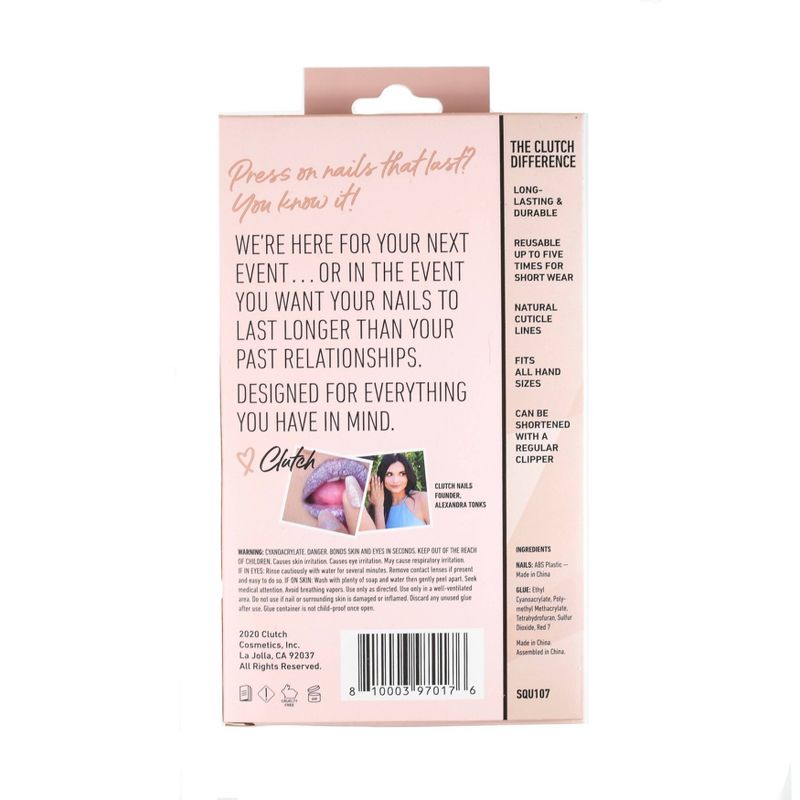 Press on nails that last?
You know it!
WE'RE HERE FOR YOUR NEXT
EVENT...OR IN THE EVENT
YOU WANT YOUR NAILS TO
LAST LONGER THAN YOUR
PAST RELATIONSHIPS.
DESIGNED FOR EVERYTHING
YOU HAVE IN MIND.
Clutch
CLUTCH NAILS
FOUNDER,
ALEXANDRA TONKS
WARNING: CYANOACRYLATE. DANGER. BONDS SKIN AND EYES IN SECONDS. KEEP OUT OF THE REACH
OF CHILDREN. Causes skin irritation. Causes eye irritation. May cause respiratory irritation.
IF IN EYES: Rinse cautiously with water for several minutes. Remove contact lenses if present
and easy to do so. IF ON SKIN: Wash with plenty of soap and water then gently peel apart. Seek
medical attention. Avoid breathing vapors. Use only as directed. Use only in a well-ventilated
area. Do not use if nail or surrounding skin is damaged or inflamed. Discard any unused glue
after use. Glue container is not child-proof once open.
2020 Clutch
Cosmetics, Inc.
La Jolla, CA 92037
All Rights Reserved.
CRUELTY
FREE
8 10003 97017 6
THE CLUTCH
DIFFERENCE
LONG-
LASTING &
DURABLE
REUSABLE
UP TO FIVE
TIMES FOR
SHORT WEAR
NATURAL
CUTICLE
LINES
FITS
ALL HAND
SIZES
CAN BE
SHORTENED
WITH A
REGULAR
CLIPPER
INGREDIENTS
NAILS: ABS Plastic —
Made in China
GLUE: Ethyl
Cyanoacrylate, Poly-
methyl Methacrylate,
Tetrahydrofuran, Sulfur
Dioxide, Red 7
Made in China.
Assembled in China.
SQU107